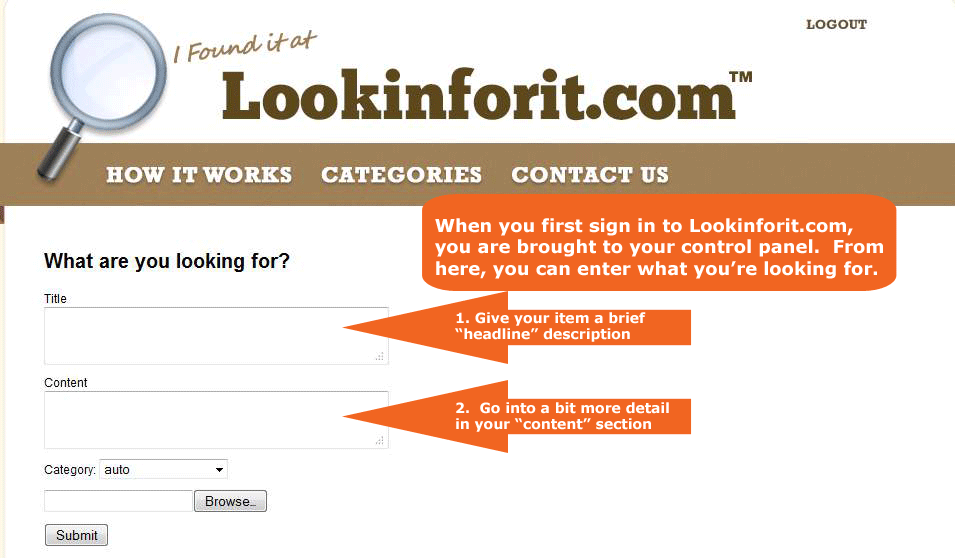 LOGOUT
I Found it at
Lookinforit.com™
HOW IT WORKS CATEGORIES CONTACT US
When you first sign in to Lookinforit.com,
you are brought to your control panel.  From
here, you can enter what you’re looking for.
What are you looking for?
Title
1. Give your item a brief
“headline” description
Content
2.  Go into a bit more detail
in your “content” section
Category: auto
Browse...
Submit